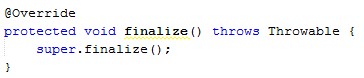 @Override
protected void finalize() throws Throwable {
    super.finalize();
}